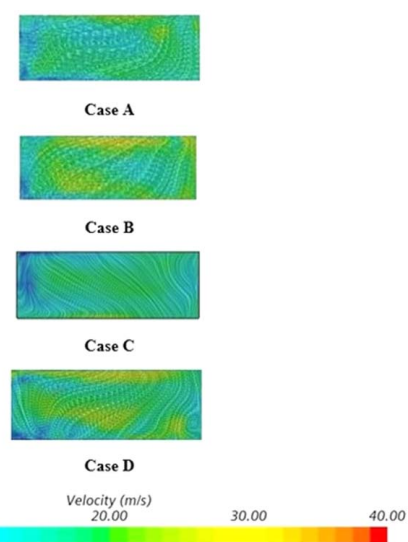 Case A
Case B
Case C
Case D
Velocity (m/s)
20.00 30.00 40.00